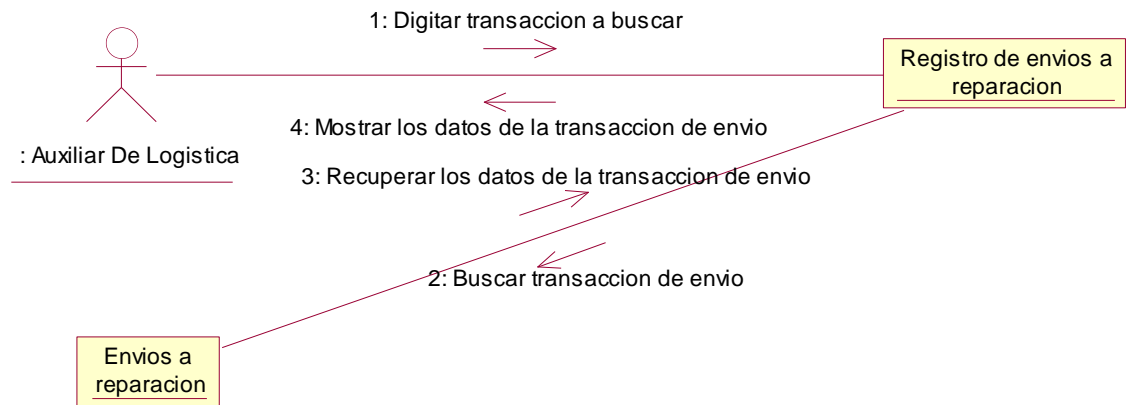 1: Digitar transaccion a buscar
Registro de envios a
reparacion
4: Mostrar los datos de la transaccion de envio
: Auxiliar De Logistica
3: Recuperar los datos de la transaccion de envio
2: Buscar transaccion de envio
Envios a
reparacion